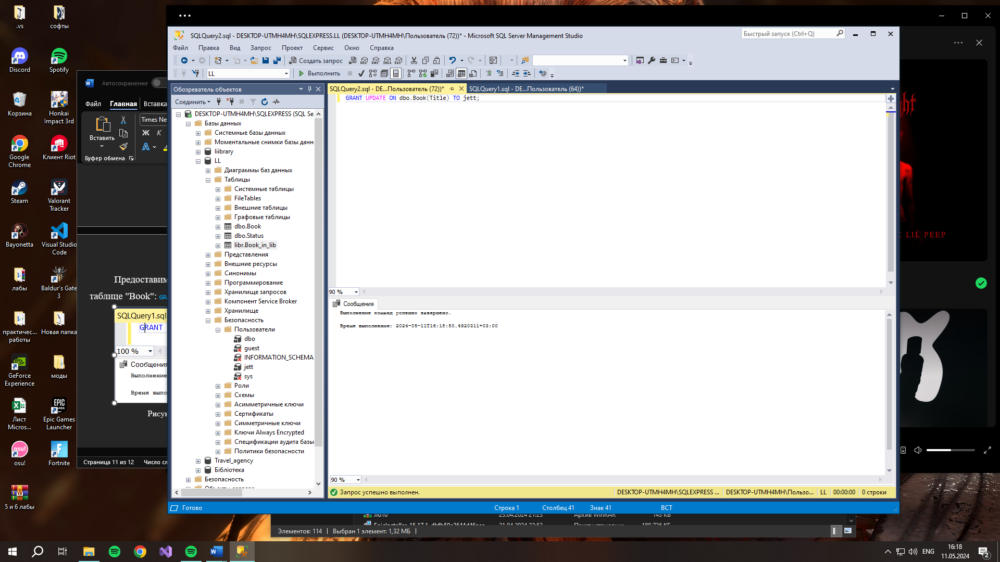 .vs
софты
Discord
Spotify
Корзина
Honkai Impact 3rd
Google Chrome
Клиент Riot
Steam
Valorant Tracker
Bayonetta
Visual Studio Code
лабы
Baldur's Gate 3
практичес... работы
Новая папка
GeForce Experience
моды
Лист Micros...
Epic Games Launcher
osu!
Fortnite
5 и 6 лабы
Автосохранение
Файл Главная Вставка
Вставить
Times Ne
Ж К
Буфер обмена
Предоставим
таблице "Book": GRA
SQLQuery1.sql
GRANT
100 %
Сообщения
Выполнение
Время выпо
Рисун
Страница 11 из 12 Число сл
SQLQuery2.sql - DESKTOP-UTMH4MH\SQLEXPRESS.LL (DESKTOP-UTMH4MH\Пользователь (72))* - Microsoft SQL Server Management Studio
Быстрый запуск (Ctrl+Q)
Файл Правка Вид Запрос Проект Сервис Окно Справка
Создать запрос
LL
Выполнить
Обозреватель объектов
Соединить
DESKTOP-UTMH4MH\SQLEXPRESS (SQL Se
Базы данных
Системные базы данных
Моментальные снимки базы данн
liibrary
LL
Диаграммы баз данных
Таблицы
Системные таблицы
FileTables
Внешние таблицы
Графовые таблицы
dbo.Book
dbo.Status
libr.Book_in_lib
Представления
Внешние ресурсы
Синонимы
Программирование
Хранилище запросов
Компонент Service Broker
Хранилище
Безопасность
Пользователи
dbo
guest
INFORMATION_SCHEMA
jett
sys
Роли
Схемы
Асимметричные ключи
Сертификаты
Симметричные ключи
Ключи Always Encrypted
Спецификации аудита базы
Политики безопасности
Travel_agency
Бібліотека
Безопасность
SQLQuery2.sql - DE...Пользователь (72))*
SQLQuery1.sql - DE...Пользователь (64))*
GRANT UPDATE ON dbo.Book(Title) TO jett;
90 %
Сообщения
Выполнение команд успешно завершено.
Время выполнения: 2024-05-11T16:18:50.4920311+03:00
90 %
Запрос успешно выполнен.
DESKTOP-UTMH4MH\SQLEXPRESS ... DESKTOP-UTMH4MH\Пользо... LL 00:00:00 0 строки
Готово
Строка 1 Столбец 41 Знак 41 ВСТ
Элементов: 114 Выбран 1 элемент: 1,32 МБ
LIL PEEP
ENG
16:18
11.05.2024
2